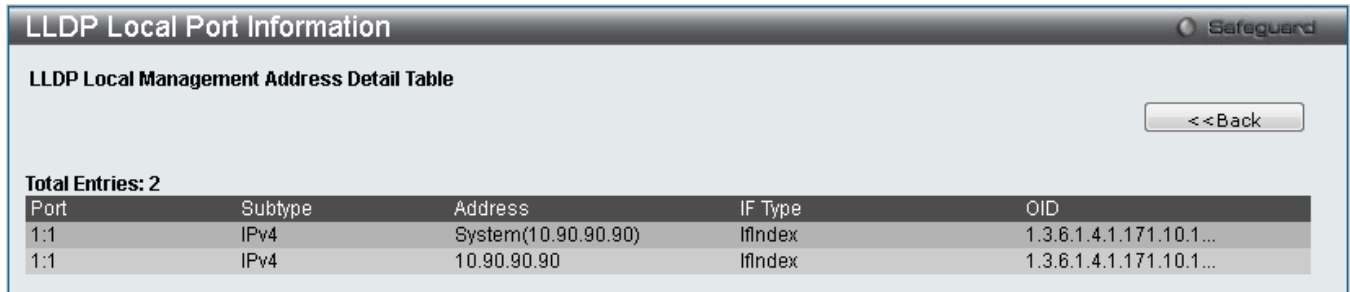 LLDP Local Port Information
Safeguard
LLDP Local Management Address Detail Table
<<Back
Total Entries: 2
Port Subtype Address IF Type OID
1:1 IPv4 System(10.90.90.90) IfIndex 1.3.6.1.4.1.171.10.1...
1:1 IPv4 10.90.90.90 IfIndex 1.3.6.1.4.1.171.10.1...